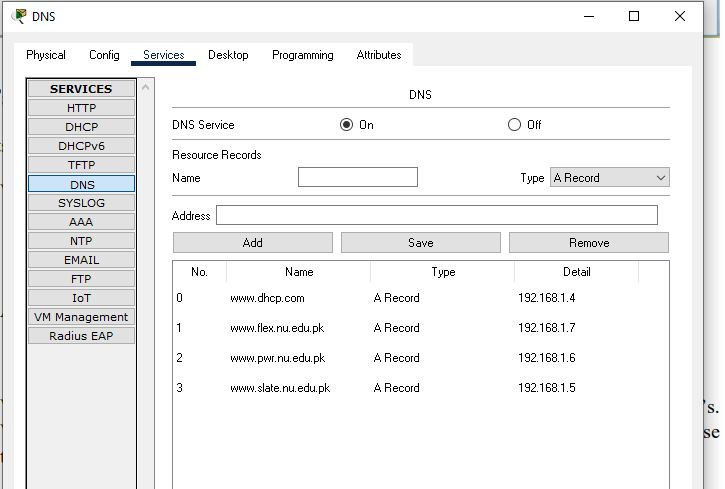 DNS
Physical Config Services Desktop Programming Attributes
SERVICES
HTTP
DHCP
DHCPv6
TFTP
DNS
SYSLOG
AAA
NTP
EMAIL
FTP
IoT
VM Management
Radius EAP
DNS
DNS Service On Off
Resource Records
Name Type A Record
Address
Add Save Remove
No. Name Type Detail
0 www.dhcp.com A Record 192.168.1.4
1 www.flex.nu.edu.pk A Record 192.168.1.7
2 www.pwr.nu.edu.pk A Record 192.168.1.6
3 www.slate.nu.edu.pk A Record 192.168.1.5
's.
se